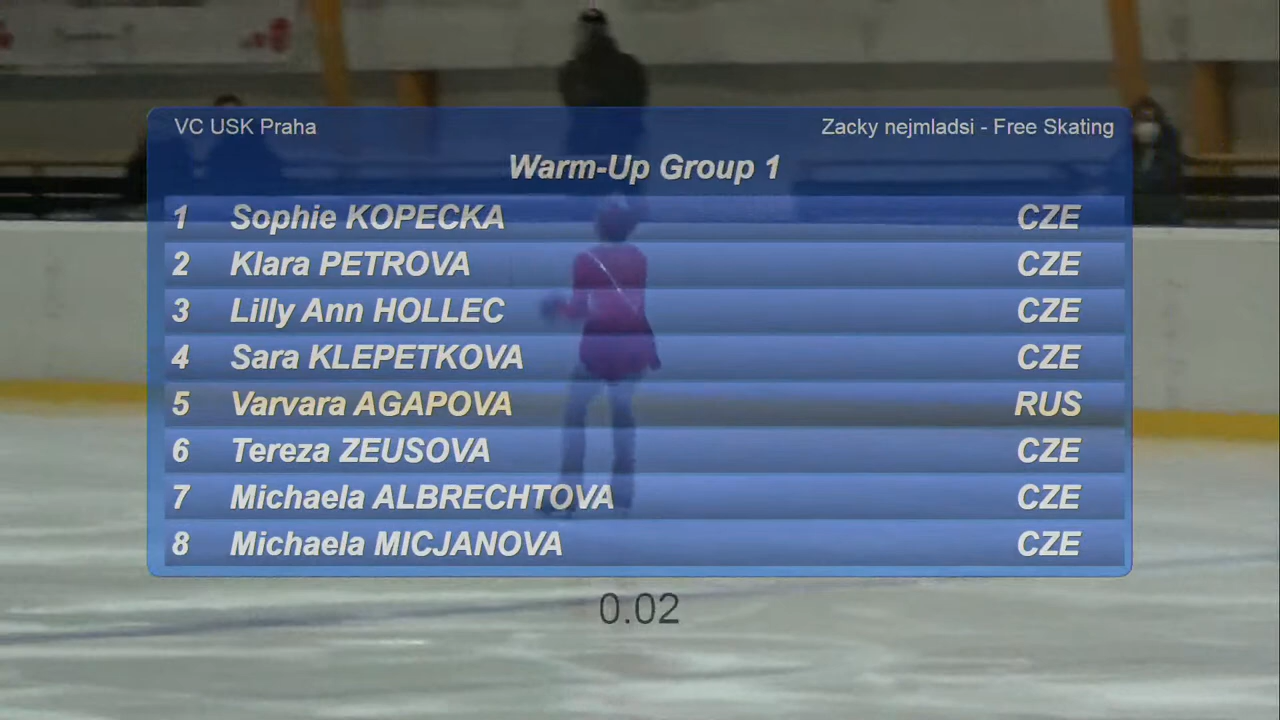 VC USK Praha Zacky nejmladsi - Free Skating
Warm-Up Group 1
1 Sophie KOPECKA CZE
2 Klara PETROVA CZE
3 Lilly Ann HOLLEC CZE
4 Sara KLEPETKOVA CZE
5 Varvara AGAPOVA RUS
6 Tereza ZEUSOVA CZE
7 Michaela ALBRECHTOVA CZE
8 Michaela MICJANOVA CZE
0.02